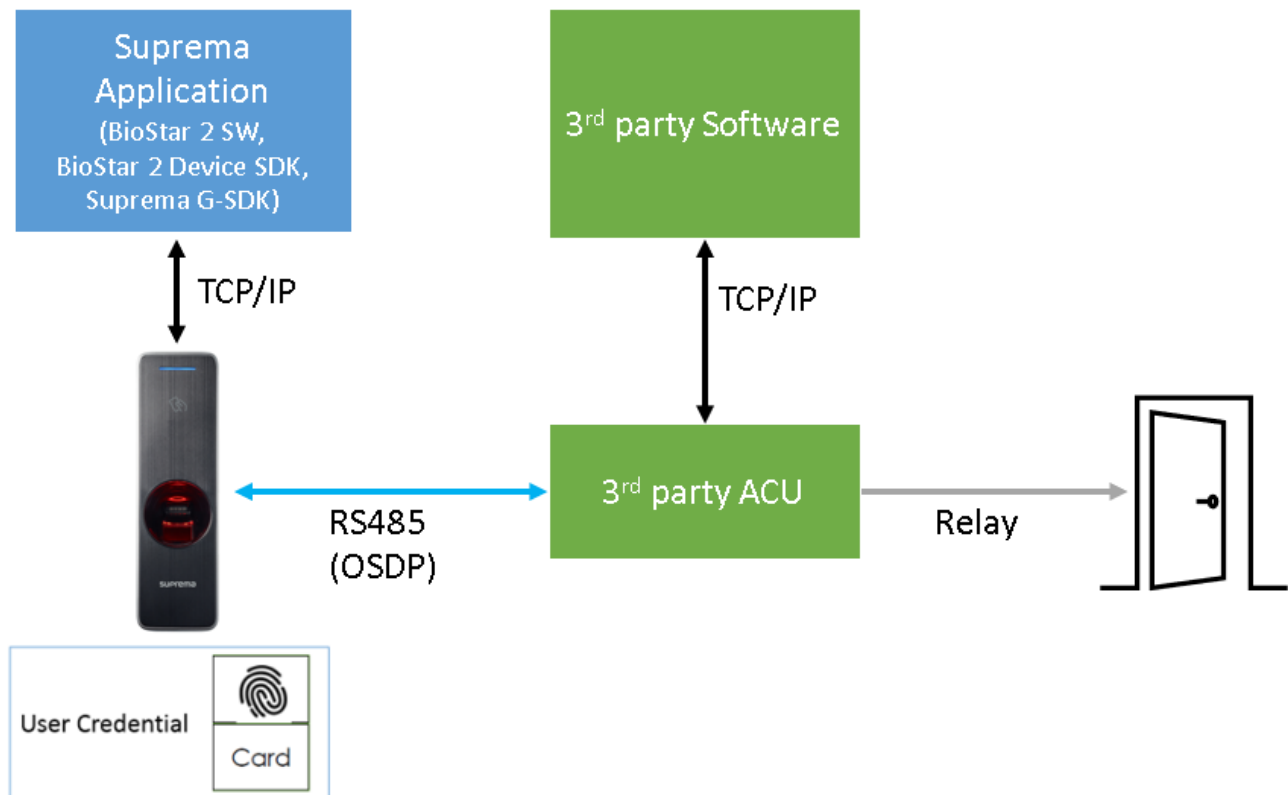 Suprema
Application
(BioStar 2 SW,
BioStar 2 Device SDK,
Suprema G-SDK)
3rd party Software
TCP/IP
TCP/IP
3rd party ACU
RS485
(OSDP)
Relay
suprema
User Credential
Card